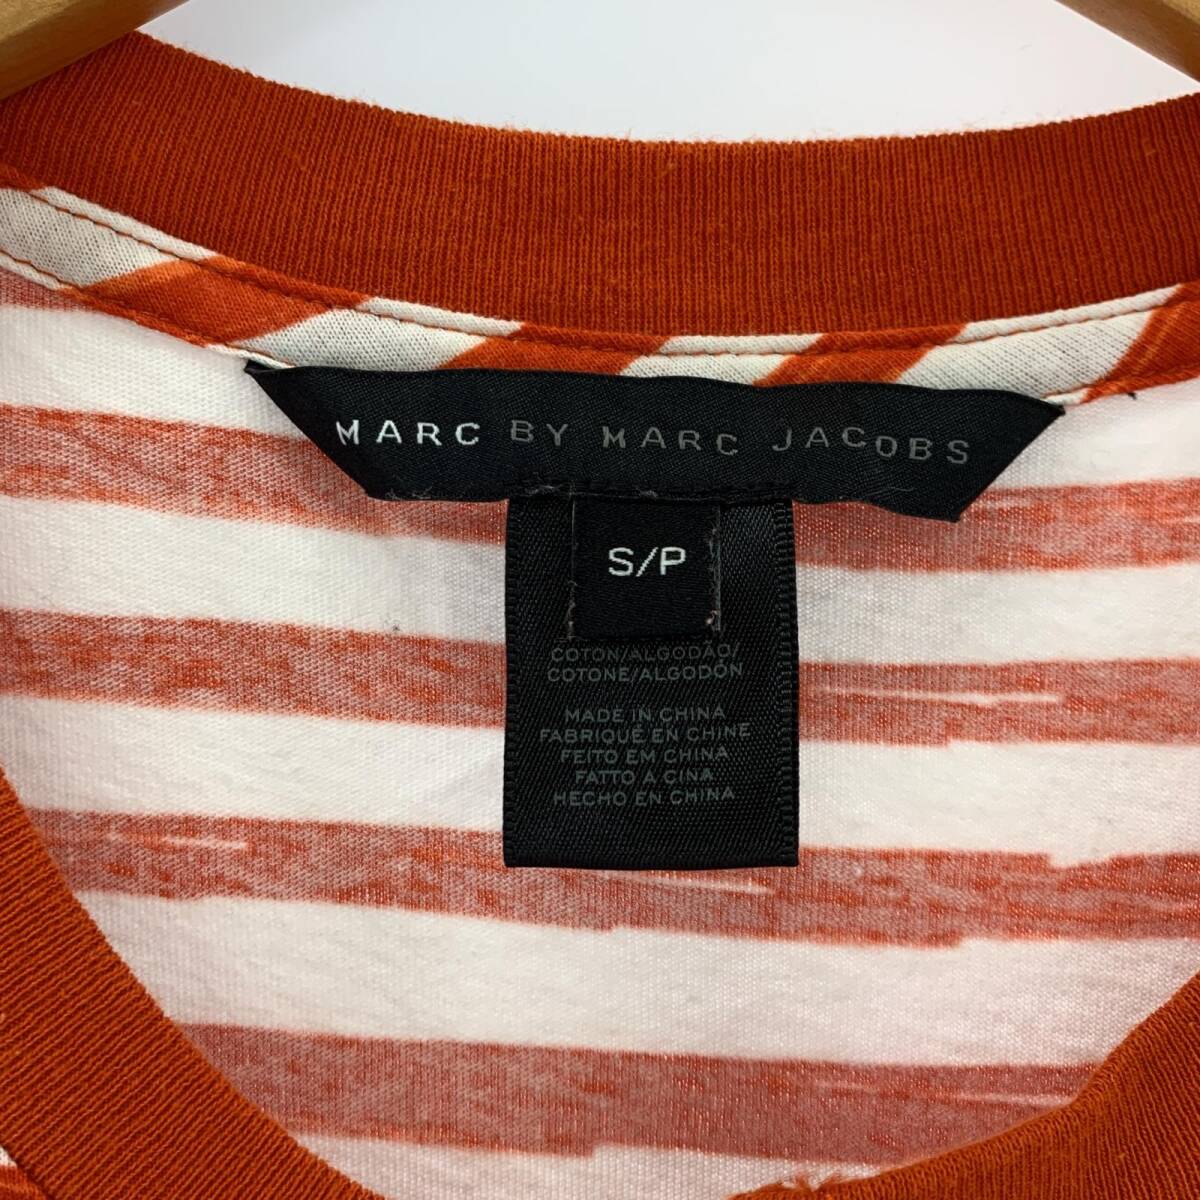 MARC BY MARC JACOBS
S/P
COTON/ALGODÃO/
COTONE/ALGODÓN
MADE IN CHINA
FABRIQUÉ EN CHINE
FEITO EM CHINA
FATTO A CINA
HECHO EN CHINA